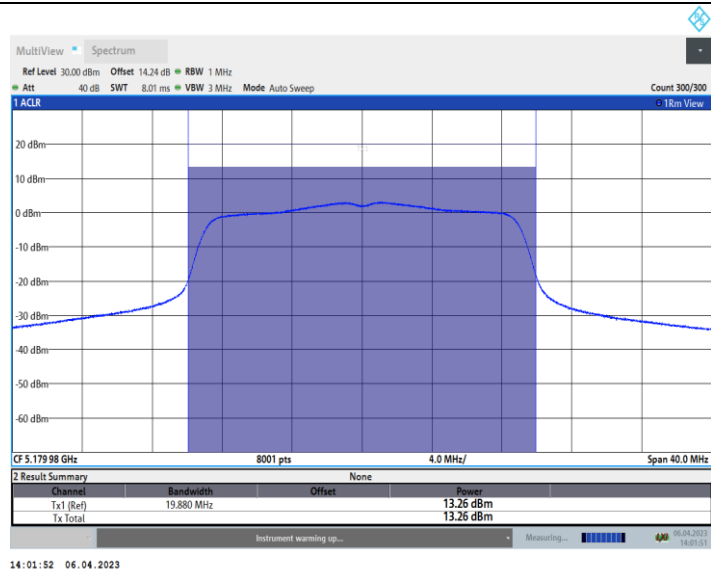 MultiView Spectrum
Ref Level 30.00 dBm Offset 14.24 dB RBW 1 MHz
Att 40 dB SWT 8.01 ms VBW 3 MHz Mode Auto Sweep Count 300/300
1 ACLR 1Rm View
20 dBm
10 dBm
0 dBm
-10 dBm
-20 dBm
-30 dBm
-40 dBm
-50 dBm
-60 dBm
CF 5.179 98 GHz 8001 pts 4.0 MHz/ Span 40.0 MHz
2 Result Summary None
Channel Bandwidth Offset Power
Tx1 (Ref) 19.880 MHz 13.26 dBm
Tx Total 13.26 dBm
Instrument warming up... Measuring... 06.04.2023
14:01:51
14:01:52 06.04.2023